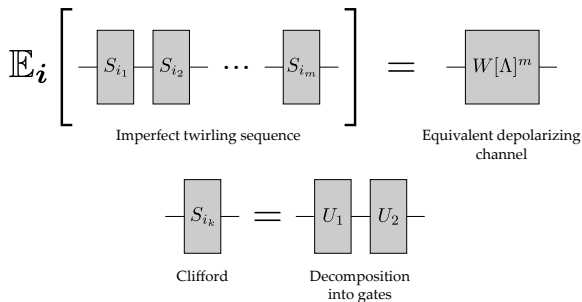 𝔼_i [ S_{i_1} S_{i_2} ... S_{i_m} ] = W[Λ]^m
Imperfect twirling sequence
Equivalent depolarizing
channel
S_{i_k} = U_1 U_2
Clifford
Decomposition
into gates